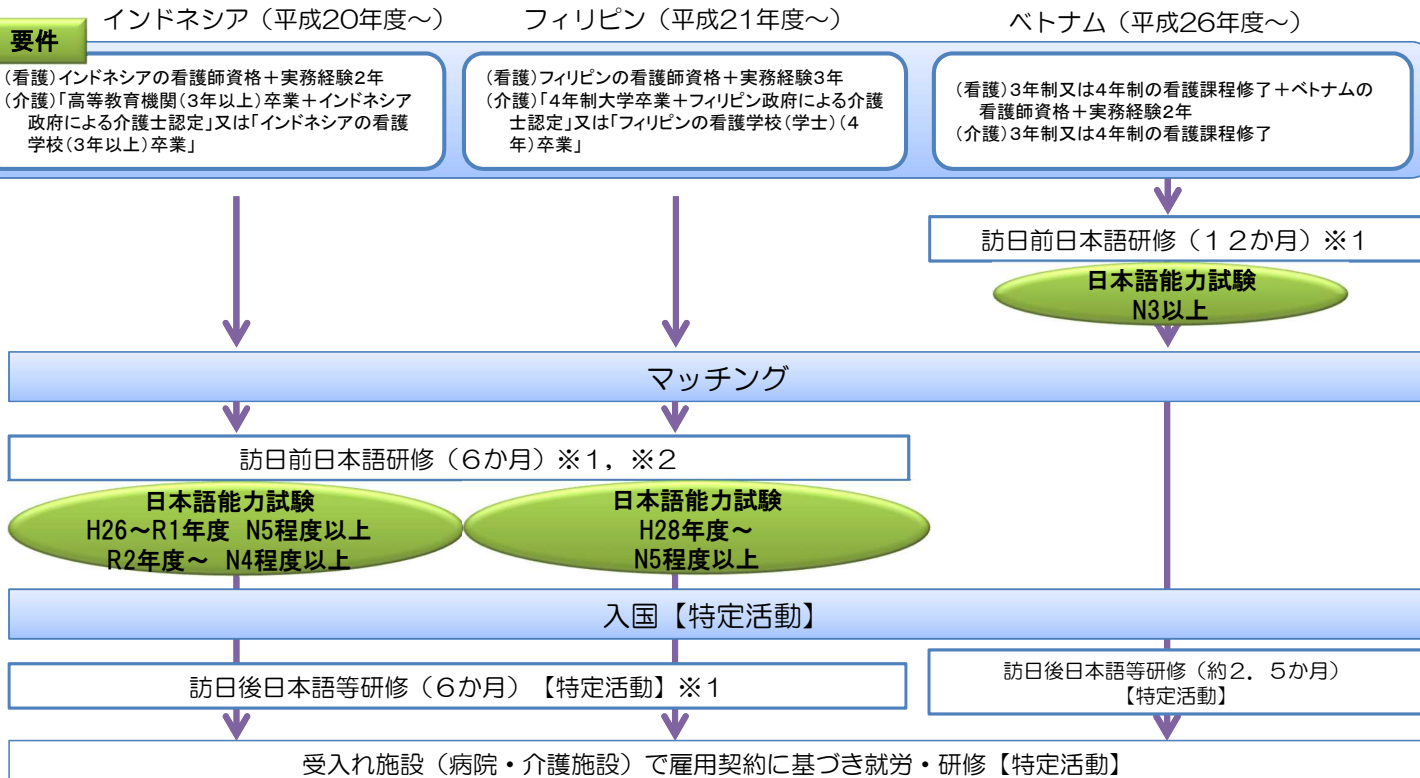 インドネシア（平成20年度～）
フィリピン（平成21年度～）
ベトナム（平成26年度～）
要件
(看護)インドネシアの看護師資格＋実務経験2年
(介護)「高等教育機関(3年以上)卒業＋インドネシア
政府による介護士認定」又は「インドネシアの看護
学校(3年以上)卒業」
(看護)フィリピンの看護師資格＋実務経験3年
(介護)「4年制大学卒業＋フィリピン政府による介護
士認定」又は「フィリピンの看護学校(学士)(4
年)卒業」
(看護)3年制又は4年制の看護課程修了＋ベトナムの
看護師資格＋実務経験2年
(介護)3年制又は4年制の看護課程修了
訪日前日本語研修（１２か月）※１
日本語能力試験
N3以上
マッチング
訪日前日本語研修（６か月）※１，※２
日本語能力試験
H26～R1年度 N5程度以上
R2年度～ N4程度以上
日本語能力試験
H28年度～
N5程度以上
入国【特定活動】
訪日後日本語等研修（６か月）【特定活動】※１
訪日後日本語等研修（約２．５か月）
【特定活動】
受入れ施設（病院・介護施設）で雇用契約に基づき就労・研修【特定活動】